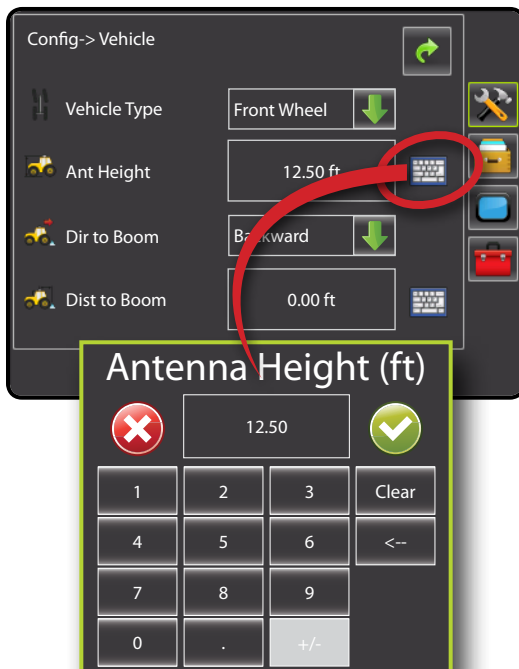 Config-> Vehicle
Vehicle Type Front Wheel
Ant Height 12.50 ft
Dir to Boom Backward
Dist to Boom 0.00 ft
Antenna Height (ft)
12.50
1 2 3 Clear
4 5 6 <--
7 8 9
0 . +/-